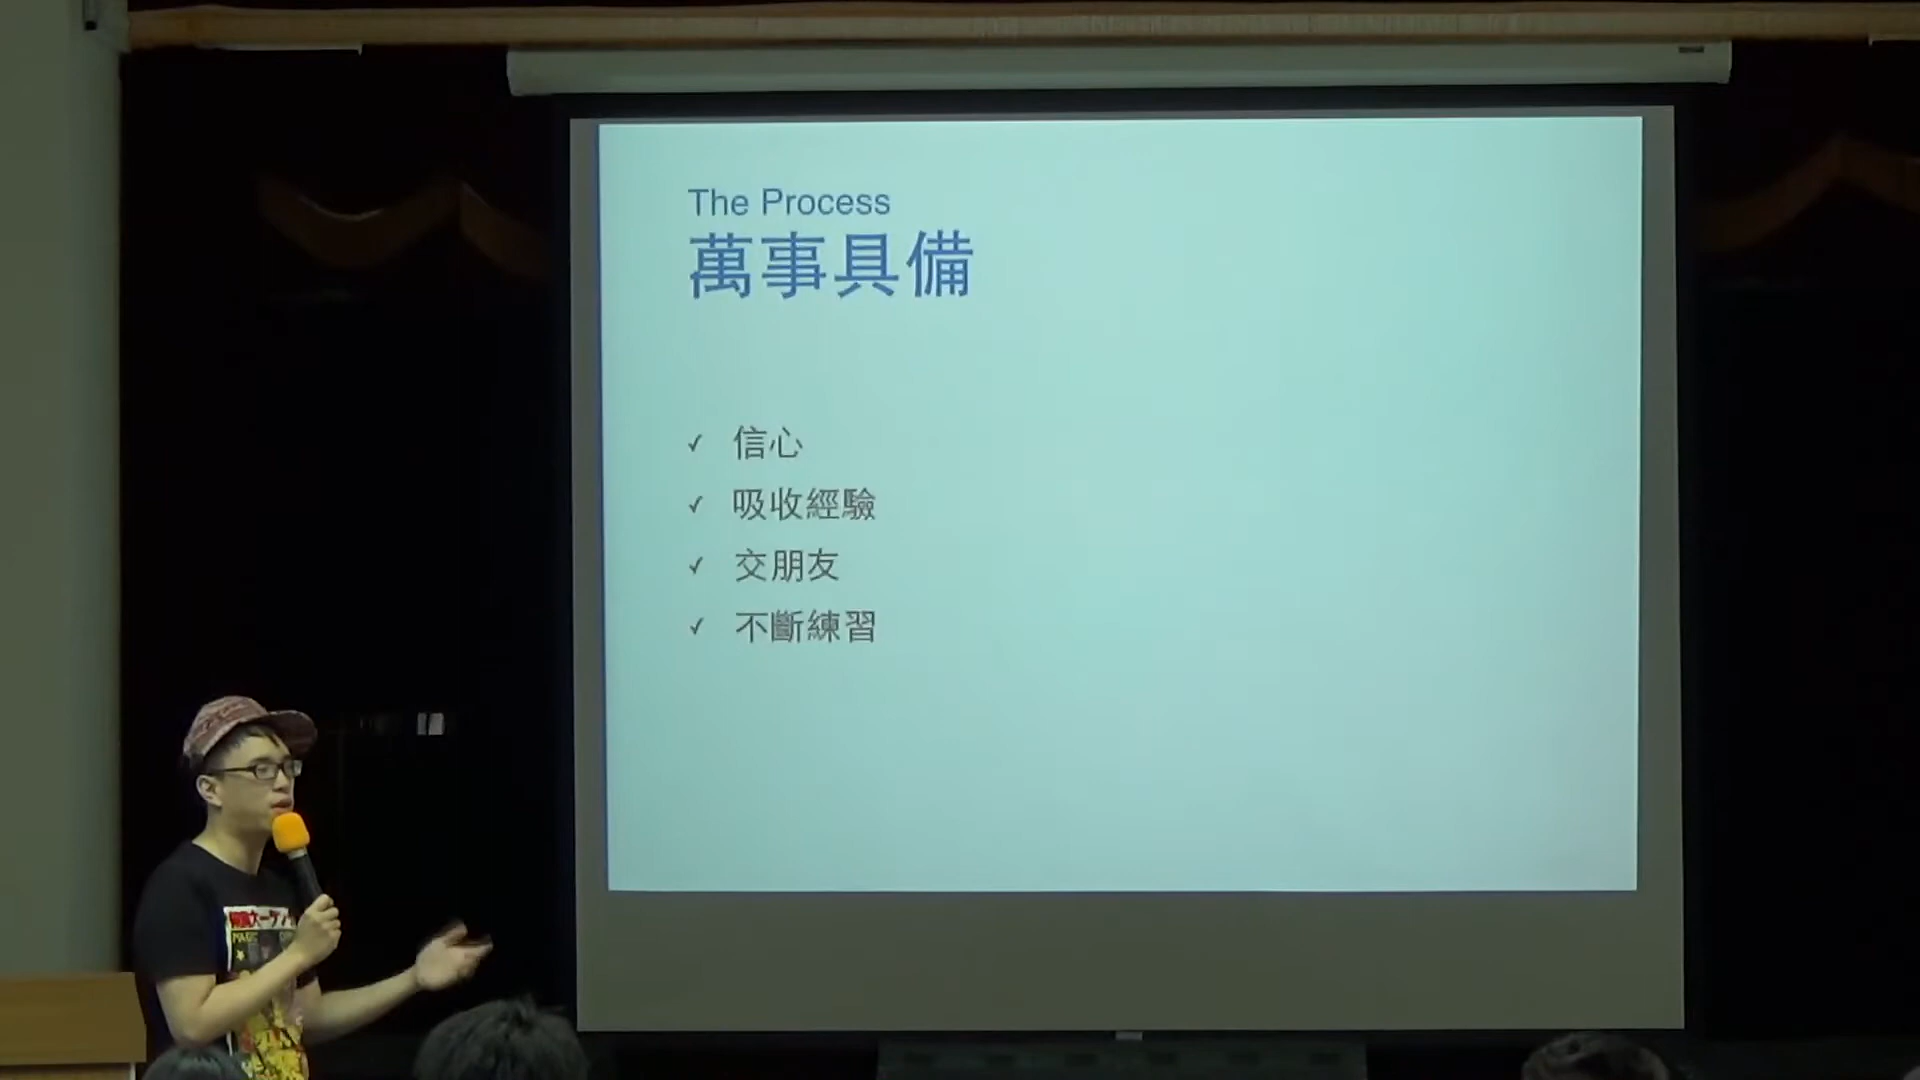 The Process
萬事具備
✓ 信心
✓ 吸收經驗
✓ 交朋友
✓ 不斷練習